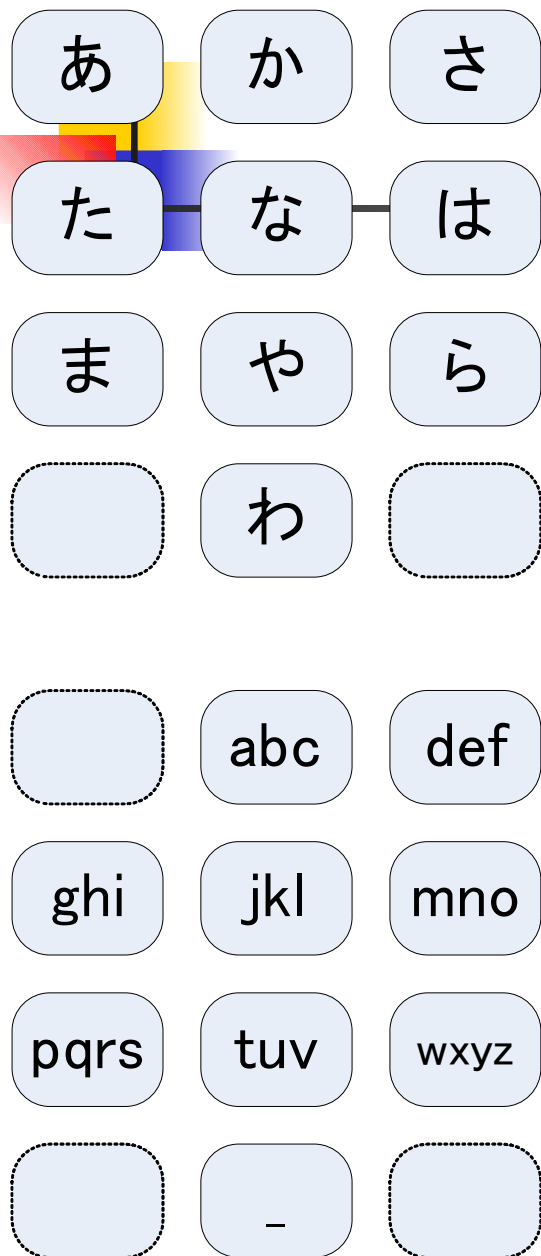 あ か さ
た な は
ま や ら
わ
abc def
ghi jkl mno
pqrs tuv wxyz
_